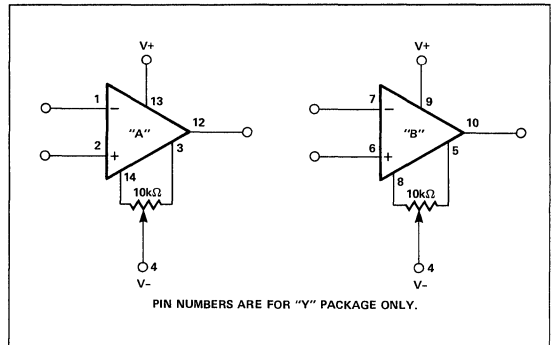 V+ V+
1 − 13 12 7 − 9 10
"A" "B"
2 + 3 6 + 5
14 8
10kΩ 10kΩ
4 4
V− V−
PIN NUMBERS ARE FOR "Y" PACKAGE ONLY.